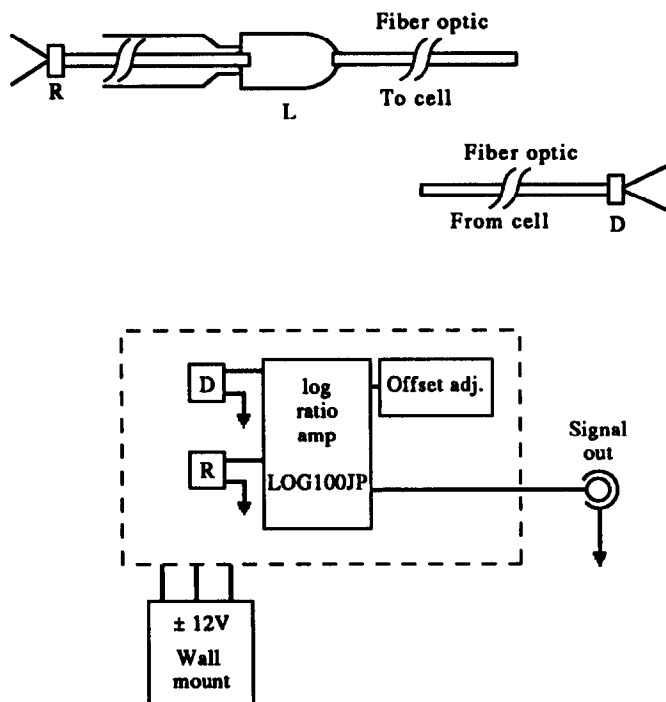 Fiber optic
R
To cell
L
Fiber optic
From cell
D
D
log
ratio
amp
LOG100JP
Offset adj.
R
Signal
out
± 12V
Wall
mount